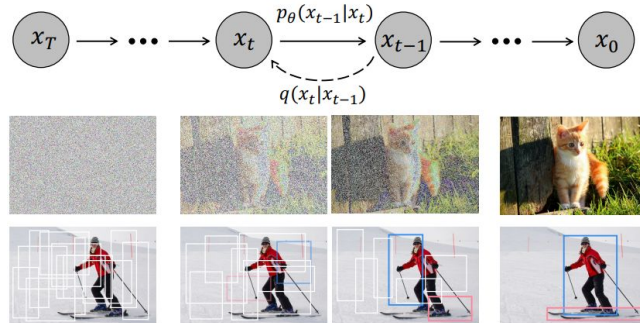 p_θ(x_{t-1}|x_t)
x_T ••• x_t x_{t-1} ••• x_0
q(x_t|x_{t-1})